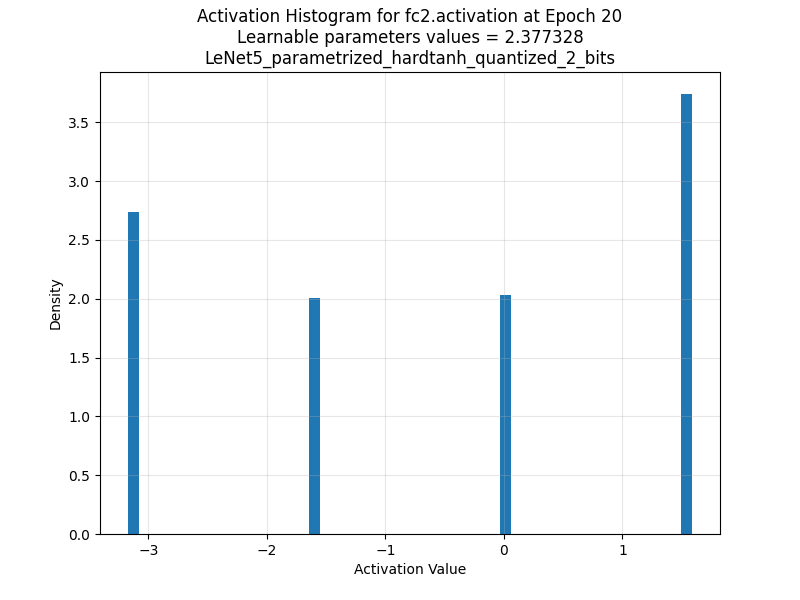 Activation Histogram for fc2.activation at Epoch 20
Learnable parameters values = 2.377328
LeNet5_parametrized_hardtanh_quantized_2_bits
3.5
3.0
2.5
2.0
1.5
1.0
0.5
0.0
Density
−3 −2 −1 0 1
Activation Value